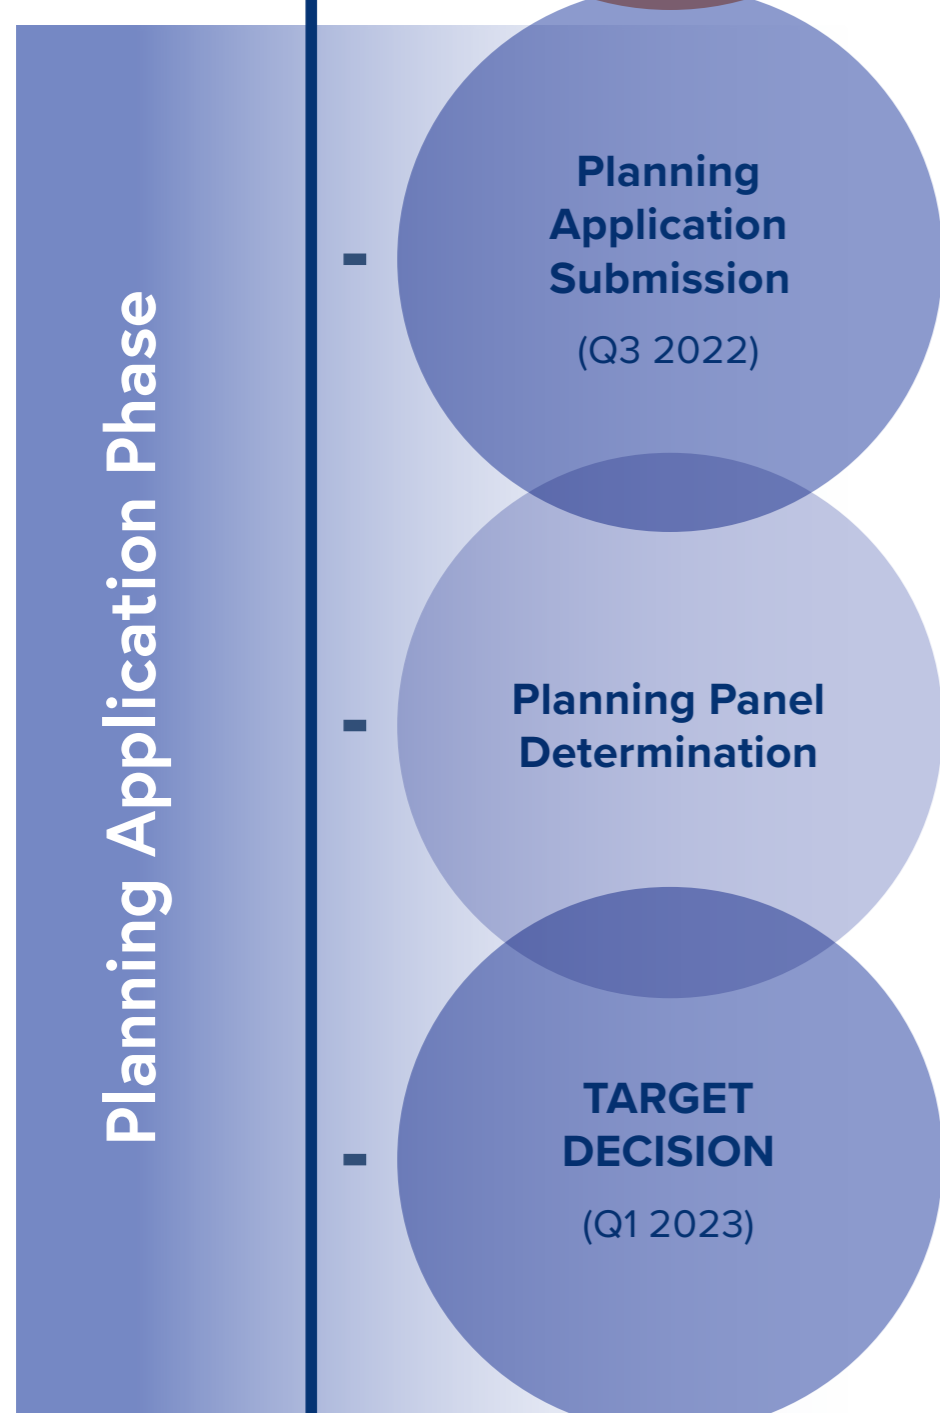 Planning Application Phase
Planning
Application
Submission
(Q3 2022)
Planning Panel
Determination
TARGET
DECISION
(Q1 2023)